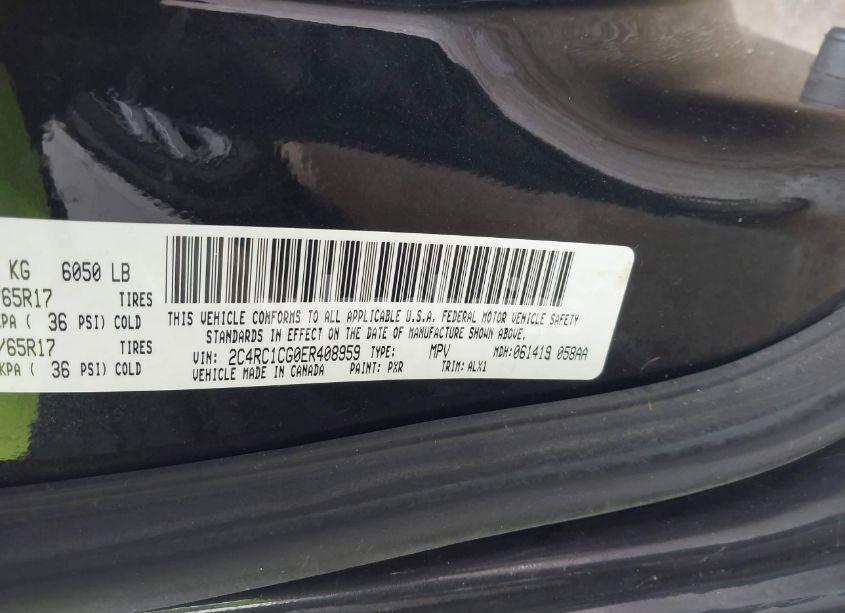 KG 6050 LB
/65R17 TIRES
KPA ( 36 PSI) COLD
/65R17 TIRES
KPA ( 36 PSI) COLD
THIS VEHICLE CONFORMS TO ALL APPLICABLE U.S.A. FEDERAL MOTOR VEHICLE SAFETY
STANDARDS IN EFFECT ON THE DATE OF MANUFACTURE SHOWN ABOVE.
VIN: 2C4RC1CG0ER408959 TYPE: MPV MDH:061419 058AA
VEHICLE MADE IN CANADA PAINT: PXR TRIM:ALX1